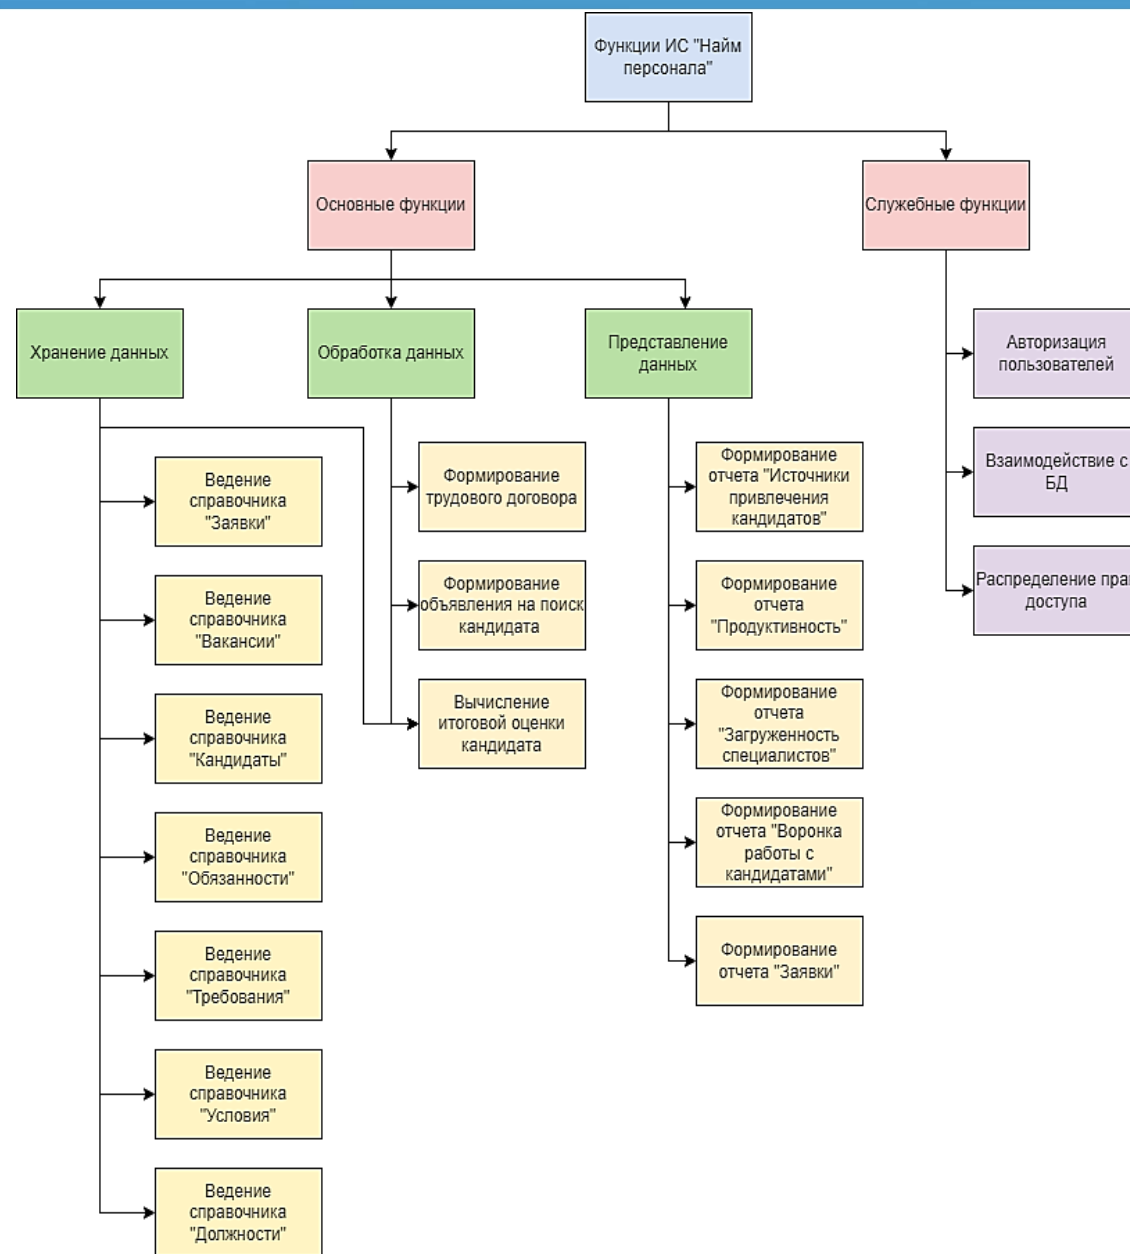 Функции ИС "Найм
персонала"
Основные функции
Служебные функции
Хранение данных
Обработка данных
Представление
данных
Авторизация
пользователей
Взаимодействие с
БД
Распределение
доступа
Ведение
справочника
"Заявки"
Ведение
справочника
"Вакансии"
Ведение
справочника
"Кандидаты"
Ведение
справочника
"Обязанности"
Ведение
справочника
"Требования"
Ведение
справочника
"Условия"
Ведение
справочника
"Должности"
Формирование
трудового договора
Формирование
объявления на поиск
кандидата
Вычисление
итоговой оценки
кандидата
Формирование
отчета "Источники
привлечения
кандидатов"
Формирование
отчета
"Продуктивность"
Формирование
отчета
"Загруженность
специалистов"
Формирование
отчета "Воронка
работы с
кандидатами"
Формирование
отчета "Заявки"